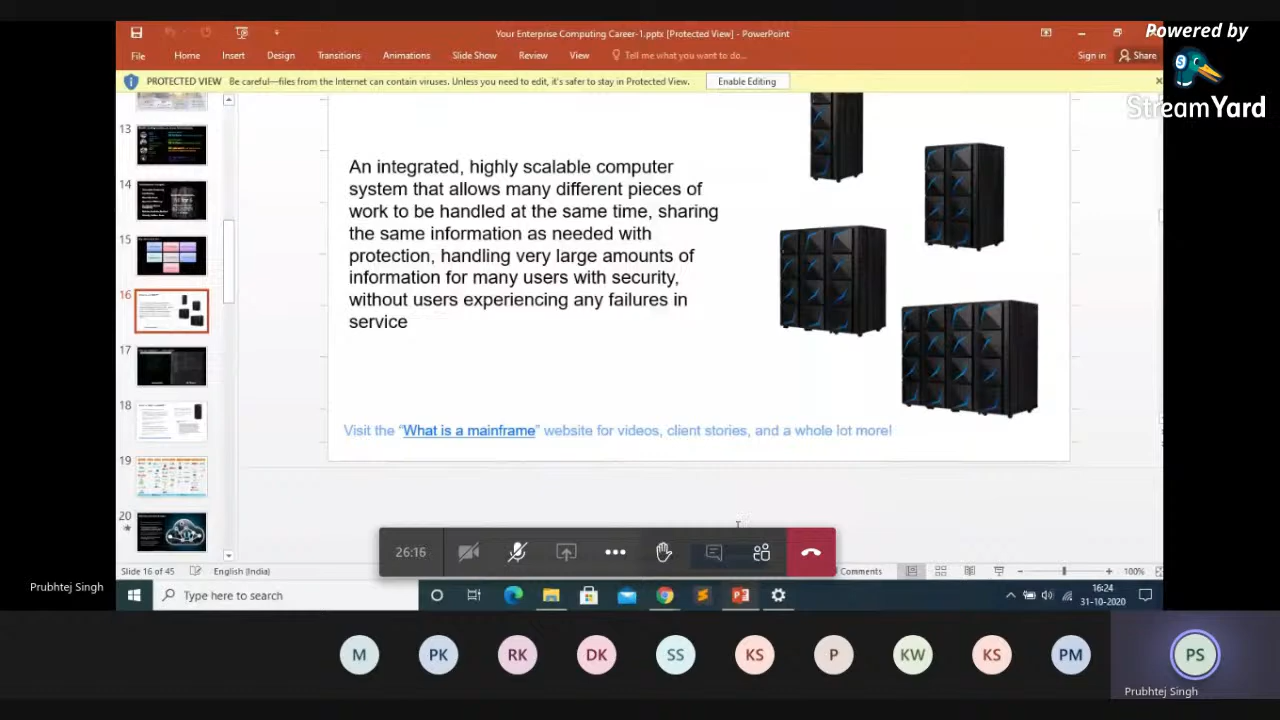 Your Enterprise Computing Career-1.pptx [Protected View] - PowerPoint
Powered by
StreamYard
File Home Insert Design Transitions Animations Slide Show Review View Tell me what you want to do... Sign in Share
PROTECTED VIEW Be careful—files from the Internet can contain viruses. Unless you need to edit, it's safer to stay in Protected View. Enable Editing
13
14
15
16
17
18
19
20
An integrated, highly scalable computer
system that allows many different pieces of
work to be handled at the same time, sharing
the same information as needed with
protection, handling very large amounts of
information for many users with security,
without users experiencing any failures in
service
Visit the “What is a mainframe” website for videos, client stories, and a whole lot more!
26:16
Slide 16 of 45 English (India) Comments 100%
Prubhtej Singh
Type here to search
16:24
31-10-2020
M PK RK DK SS KS P KW KS PM PS
Prubhtej Singh